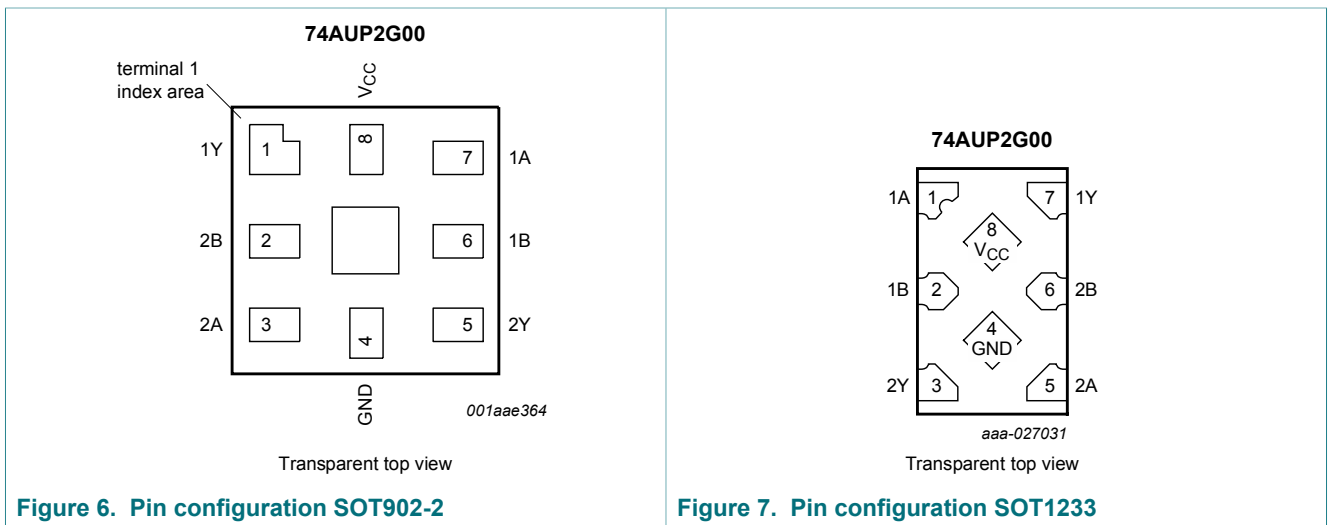 74AUP2G00
terminal 1
index area
VCC
1Y
1
8
7
1A
2B
2
6
1B
2A
3
4
5
2Y
GND
001aae364
Transparent top view
Figure 6. Pin configuration SOT902-2
74AUP2G00
1A
1
7
1Y
8
VCC
1B
2
6
2B
4
GND
2Y
3
5
2A
aaa-027031
Transparent top view
Figure 7. Pin configuration SOT1233